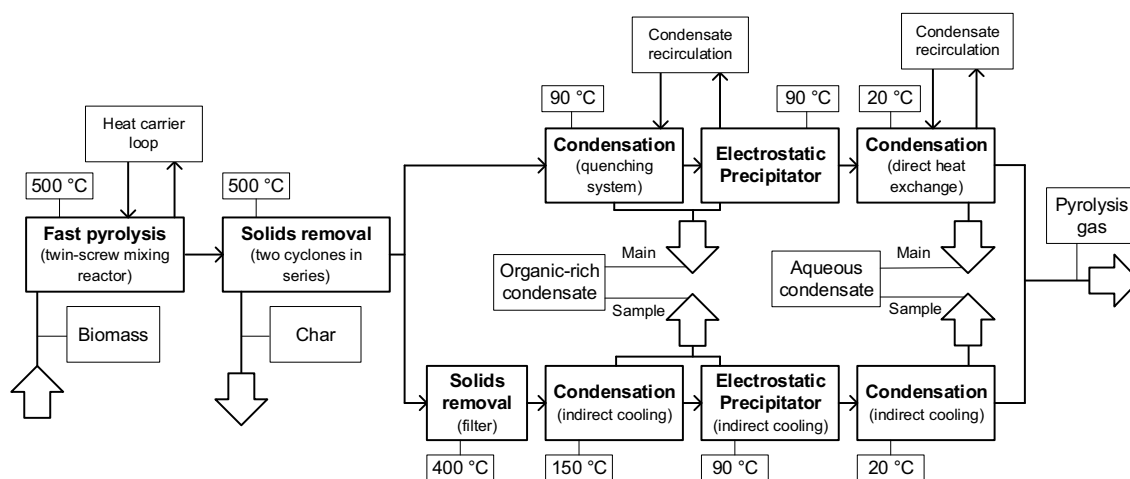 Condensate
recirculation
Condensate
recirculation
90 °C
90 °C
20 °C
Heat carrier
loop
Condensation
(quenching
system)
Electrostatic
Precipitator
Condensation
(direct heat
exchange)
500 °C
500 °C
Fast pyrolysis
(twin-screw mixing
reactor)
Solids removal
(two cyclones in
series)
Pyrolysis
gas
Main
Organic-rich
condensate
Sample
Main
Aqueous
condensate
Sample
Biomass
Char
Solids
removal
(filter)
Condensation
(indirect cooling)
Electrostatic
Precipitator
(indirect cooling)
Condensation
(indirect cooling)
400 °C
150 °C
90 °C
20 °C